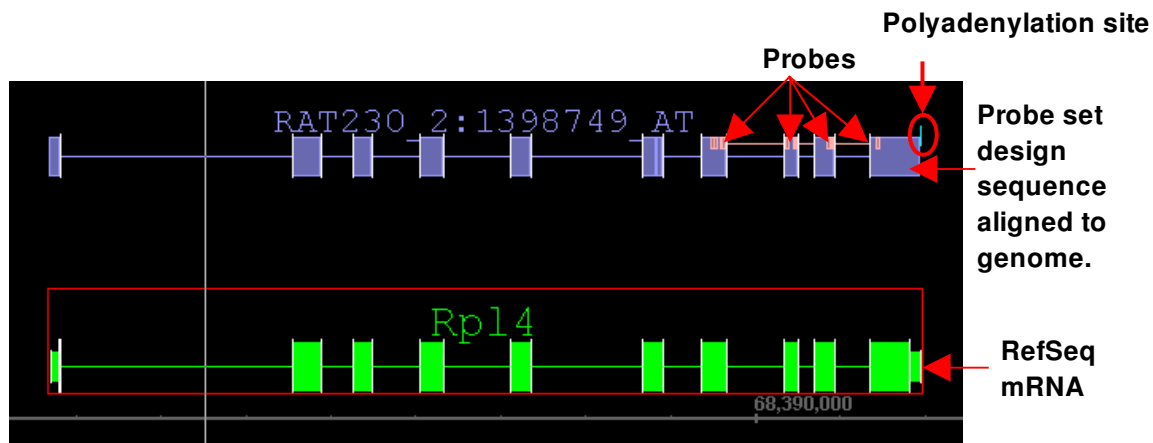 Polyadenylation site
Probes
RAT230_2:1398749_AT
Probe set
design
sequence
aligned to
genome.
Rpl4
RefSeq
mRNA
68,390,000